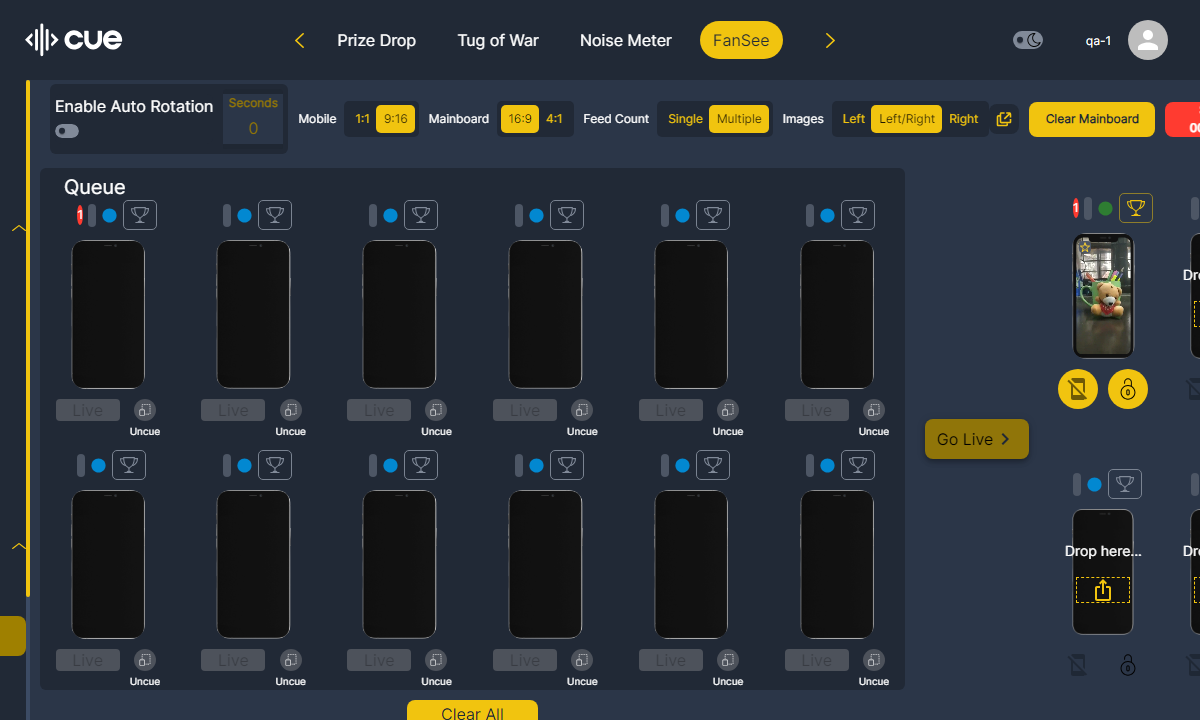 cue
Prize Drop
Tug of War
Noise Meter
FanSee
qa-1
Enable Auto Rotation
Seconds
0
Mobile
1:1
9:16
Mainboard
16:9
4:1
Feed Count
Single
Multiple
Images
Left
Left/Right
Right
Clear Mainboard
Queue
1
Live
Live
Live
Live
Live
Live
Uncue
Uncue
Uncue
Uncue
Uncue
Uncue
Live
Live
Live
Live
Live
Live
Uncue
Uncue
Uncue
Uncue
Uncue
Uncue
Clear All
Go Live
1
Drop here...